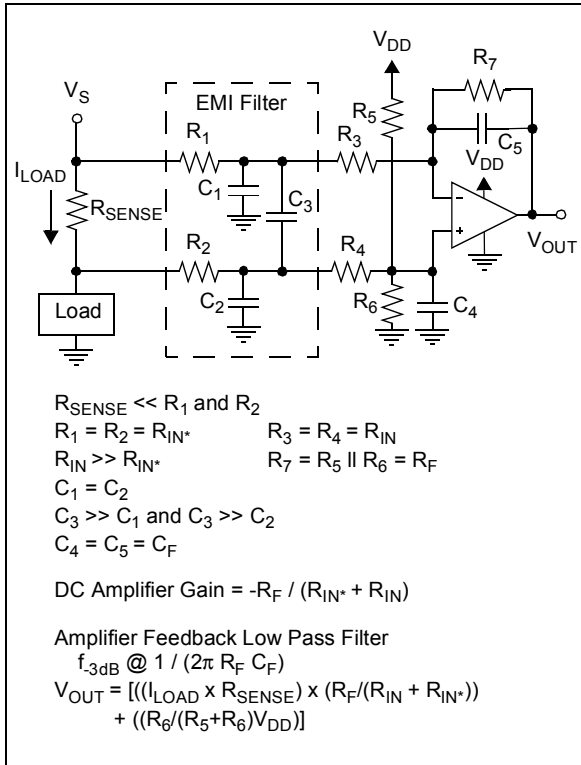 V_DD
R_7
V_S
EMI Filter
R_5
C_5
R_1
R_3
V_DD
I_LOAD
C_1
C_3
-
R_SENSE
+
R_2
R_4
V_OUT
Load
C_2
R_6
C_4
R_SENSE << R_1 and R_2
R_1 = R_2 = R_IN* R_3 = R_4 = R_IN
R_IN >> R_IN* R_7 = R_5 || R_6 = R_F
C_1 = C_2
C_3 >> C_1 and C_3 >> C_2
C_4 = C_5 = C_F
DC Amplifier Gain = -R_F / (R_IN* + R_IN)
Amplifier Feedback Low Pass Filter
f_-3dB @ 1 / (2π R_F C_F)
V_OUT = [((I_LOAD x R_SENSE) x (R_F/(R_IN + R_IN*))
+ ((R_6/(R_5+R_6)V_DD)]